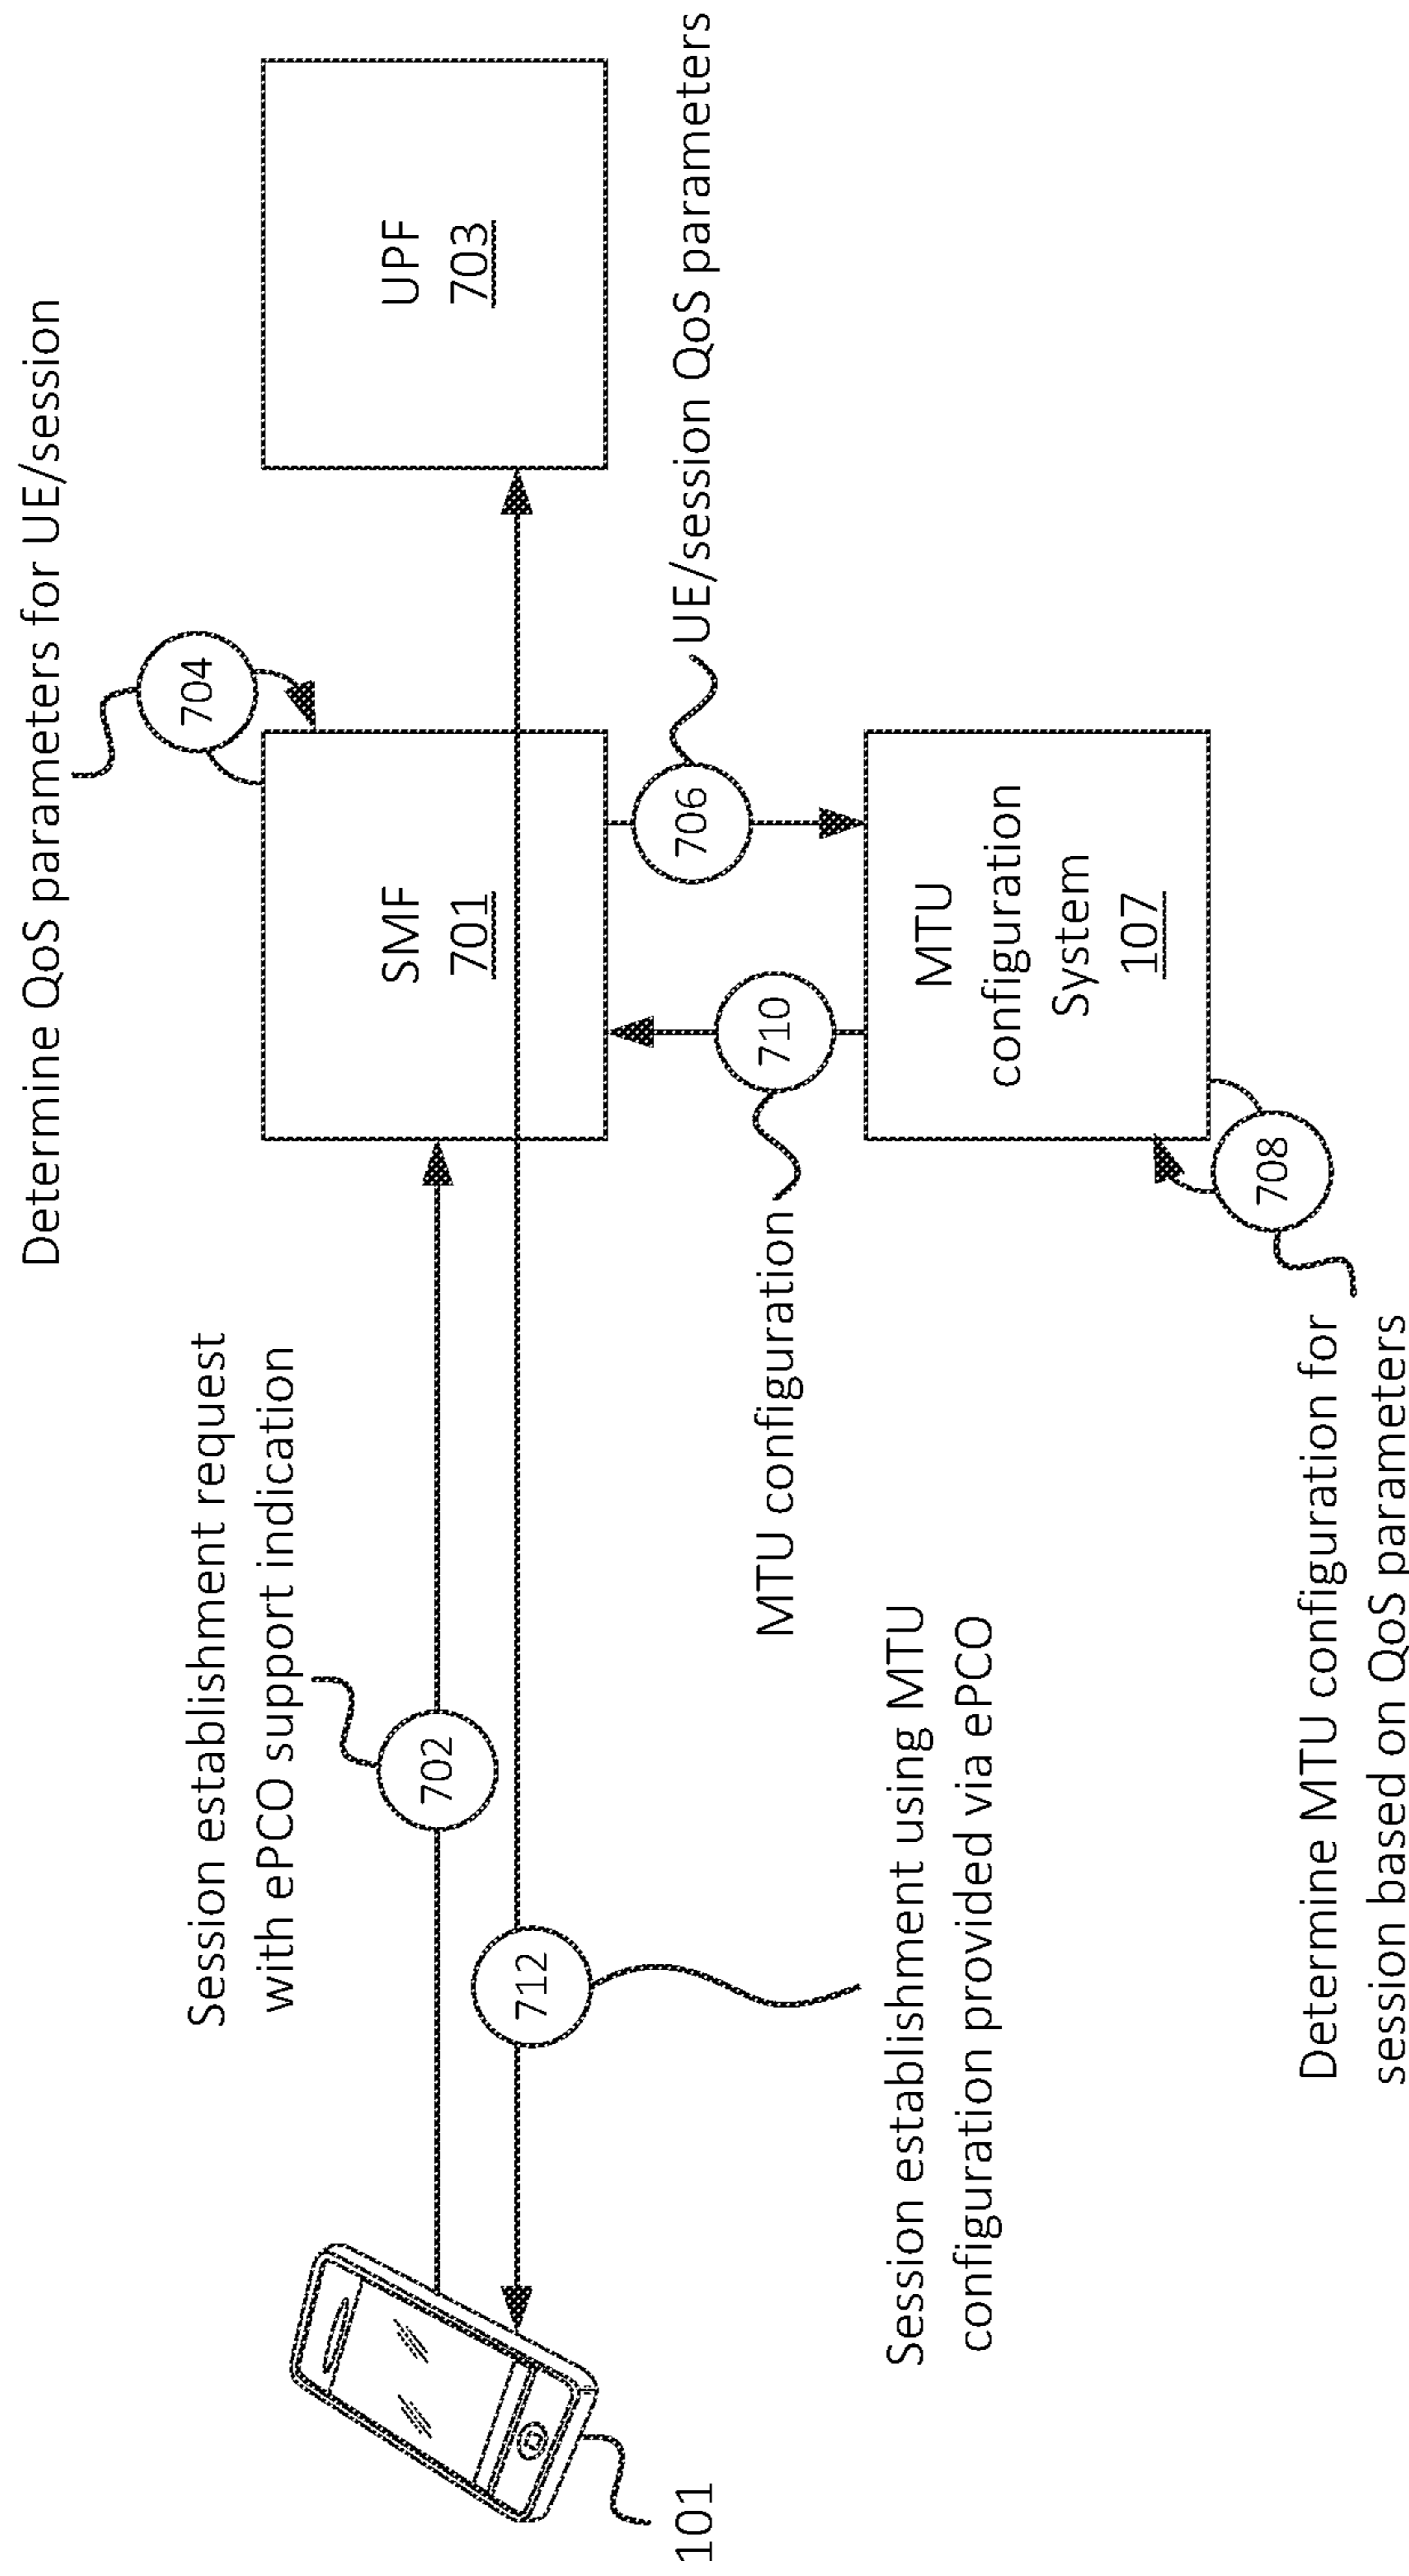 Determine QoS parameters for UE/session
704
Session establishment request
with ePCO support indication
702
SMF
701
UPF
703
712
706
UE/session QoS parameters
710
MTU configuration
Session establishment using MTU
configuration provided via ePCO
101
MTU
configuration
System
107
708
Determine MTU configuration for
session based on QoS parameters